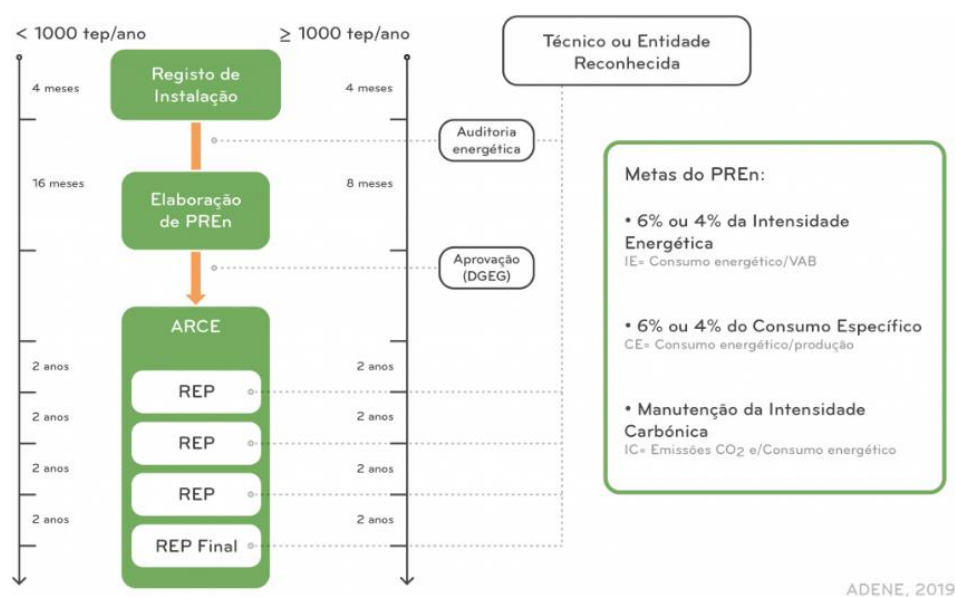 < 1000 tep/ano
≥ 1000 tep/ano
Técnico ou Entidade
Reconhecida
4 meses
Registo de
Instalação
4 meses
Auditoria
energética
16 meses
Elaboração
de PREn
8 meses
Aprovação
(DGEG)
ARCE
2 anos
2 anos
REP
2 anos
2 anos
REP
2 anos
2 anos
REP
2 anos
2 anos
REP Final
Metas do PREn:
• 6% ou 4% da Intensidade
Energética
IE= Consumo energético/VAB
• 6% ou 4% do Consumo Específico
CE= Consumo energético/produção
• Manutenção da Intensidade
Carbónica
IC= Emissões CO2 e/Consumo energético
ADENE, 2019